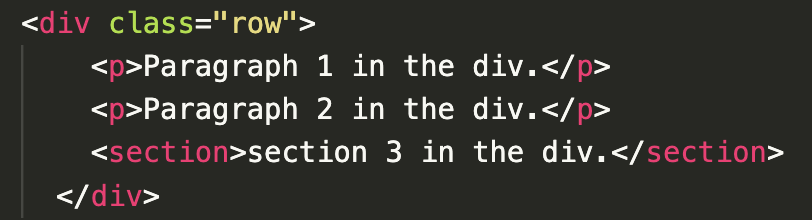 <div class="row">
<p>Paragraph 1 in the div.</p>
<p>Paragraph 2 in the div.</p>
<section>section 3 in the div.</section>
</div>